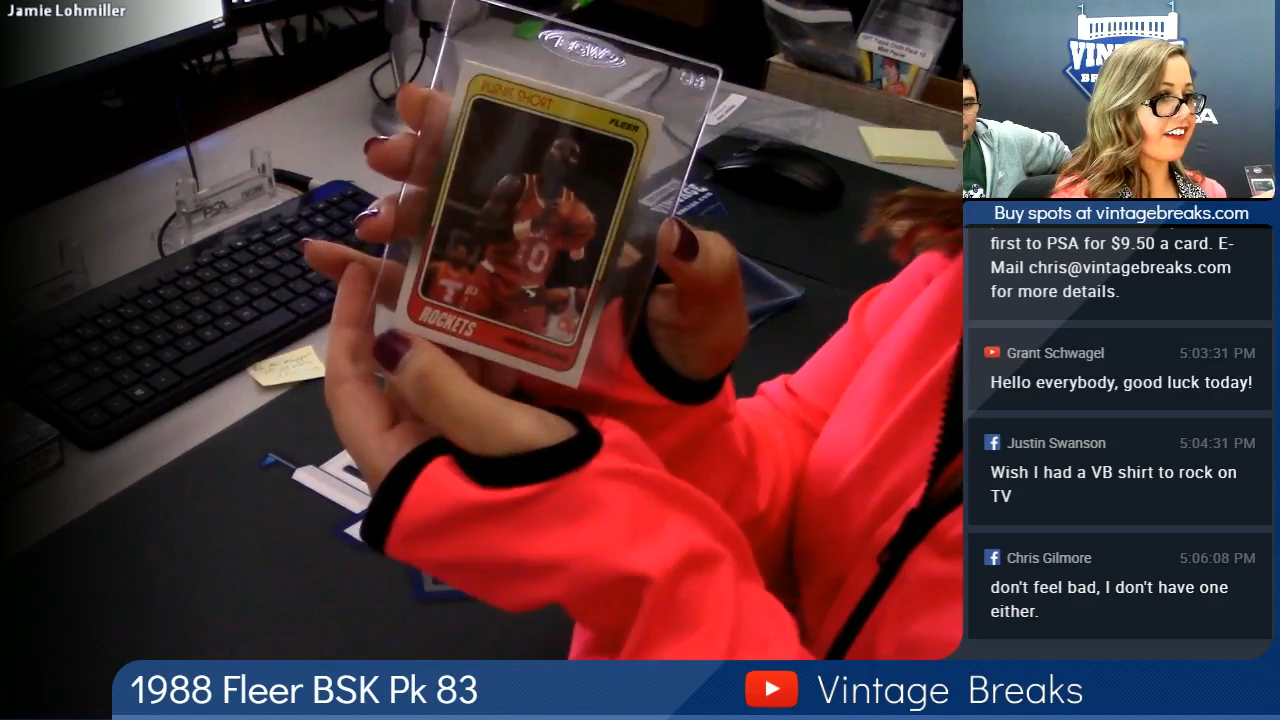 Jamie Lohmiller
PURVIS SHORT
FLEER
ROCKETS
PSA
VINTAGE
Buy spots at vintagebreaks.com
first to PSA for $9.50 a card. E-
Mail chris@vintagebreaks.com
for more details.
Grant Schwagel 5:03:31 PM
Hello everybody, good luck today!
Justin Swanson 5:04:31 PM
Wish I had a VB shirt to rock on
TV
Chris Gilmore 5:06:08 PM
don't feel bad, I don't have one
either.
1988 Fleer BSK Pk 83
Vintage Breaks